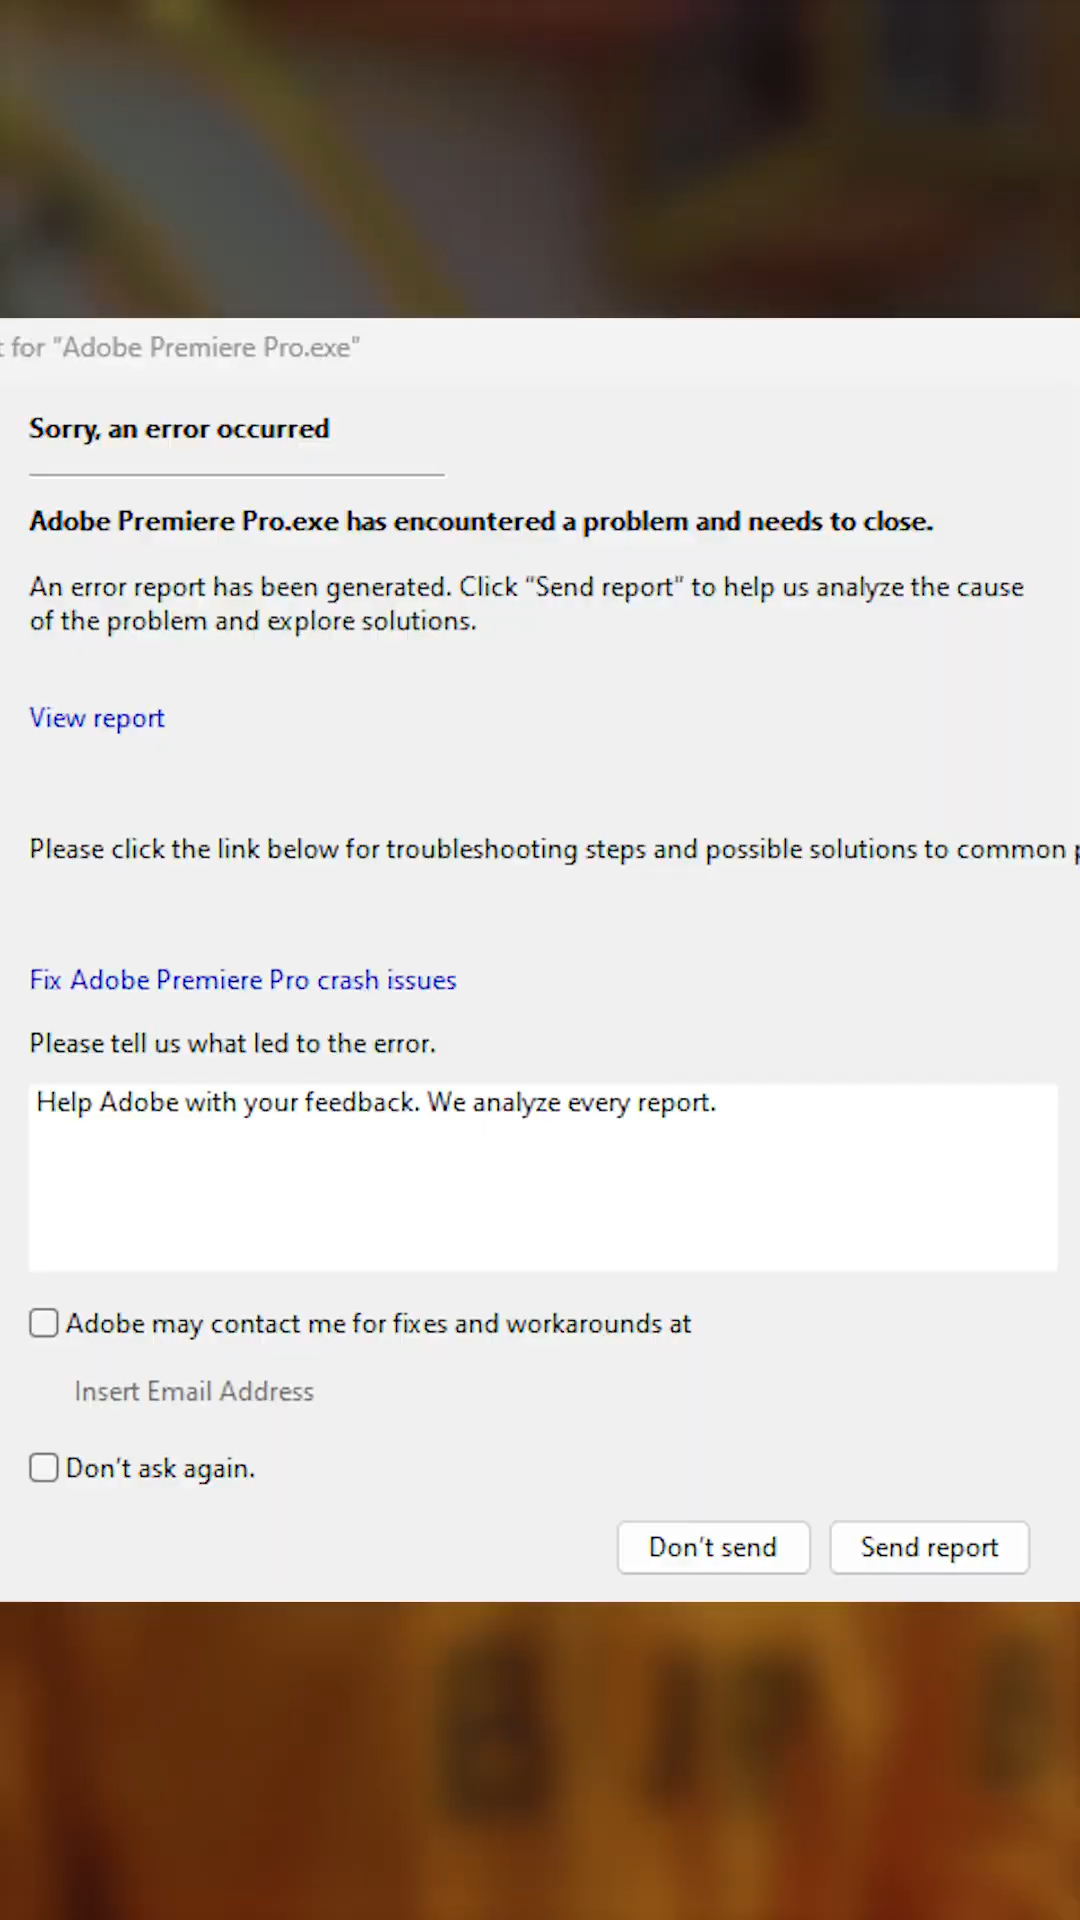 for "Adobe Premiere Pro.exe"
Sorry, an error occurred
Adobe Premiere Pro.exe has encountered a problem and needs to close.
An error report has been generated. Click “Send report” to help us analyze the cause
of the problem and explore solutions.
View report
Please click the link below for troubleshooting steps and possible solutions to common
Fix Adobe Premiere Pro crash issues
Please tell us what led to the error.
Help Adobe with your feedback. We analyze every report.
Adobe may contact me for fixes and workarounds at
Insert Email Address
Don't ask again.
Don't send
Send report